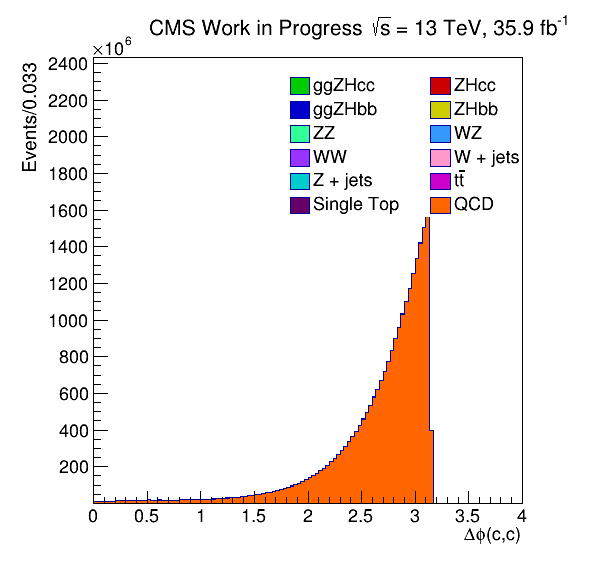 CMS Work in Progress √s = 13 TeV, 35.9 fb⁻¹
×10⁶
Events/0.033
2400
2200
2000
1800
1600
1400
1200
1000
800
600
400
200
ggZHcc ZHcc
ggZHbb ZHbb
ZZ WZ
WW W + jets
Z + jets tt̄
Single Top QCD
0 0.5 1 1.5 2 2.5 3 3.5 4
Δϕ(c,c)